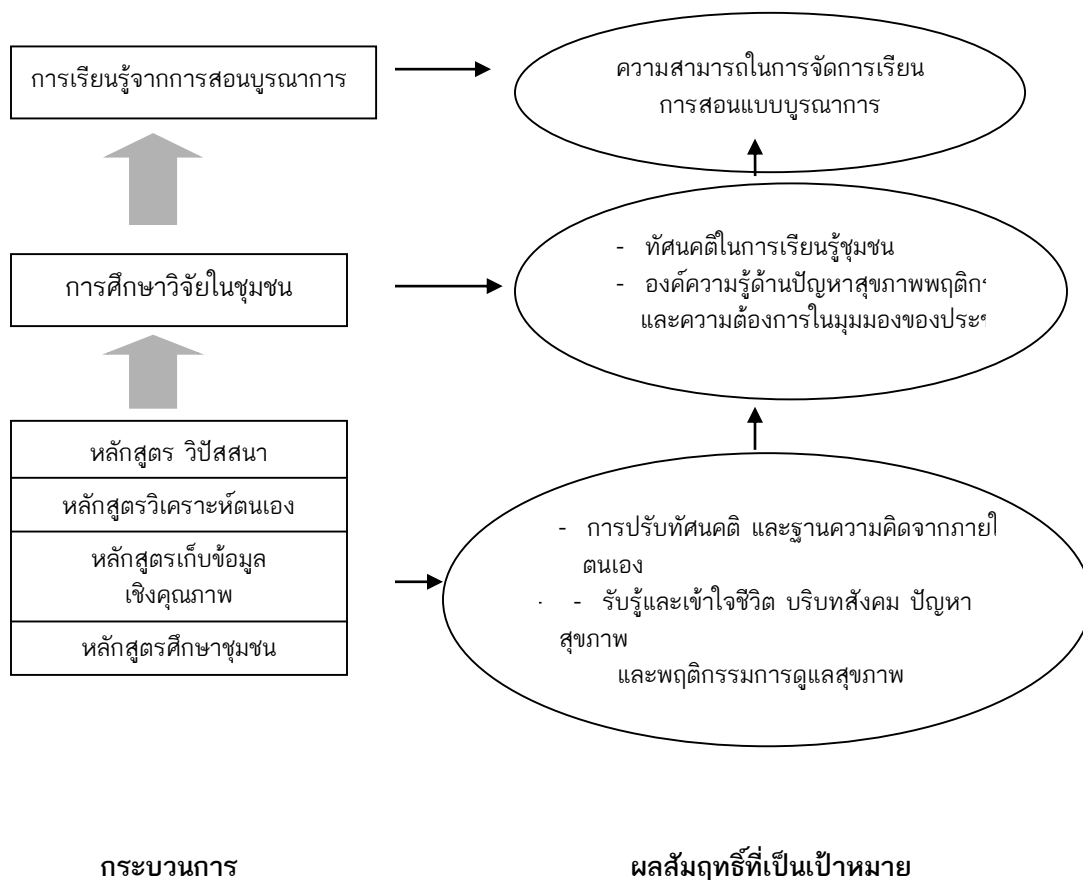 การเรียนรู้จากการสอนบูรณาการ
ความสามารถในการจัดการเรียน
การสอนแบบบูรณาการ
การศึกษาวิจัยในชุมชน
- ทัศนคติในการเรียนรู้ชุมชน
- องค์ความรู้ด้านปัญหาสุขภาพพฤติก
และความต้องการในมุมมองของประ
หลักสูตร วิปัสสนา
หลักสูตรวิเคราะห์ตนเอง
หลักสูตรเก็บข้อมูล
เชิงคุณภาพ
หลักสูตรศึกษาชุมชน
- การปรับทัศนคติ และฐานความคิดจากภายใ
ตนเอง
- รับรู้และเข้าใจชีวิต บริบทสังคม ปัญหา
สุขภาพ
และพฤติกรรมการดูแลสุขภาพ
กระบวนการ
ผลสัมฤทธิ์ที่เป็นเป้าหมาย